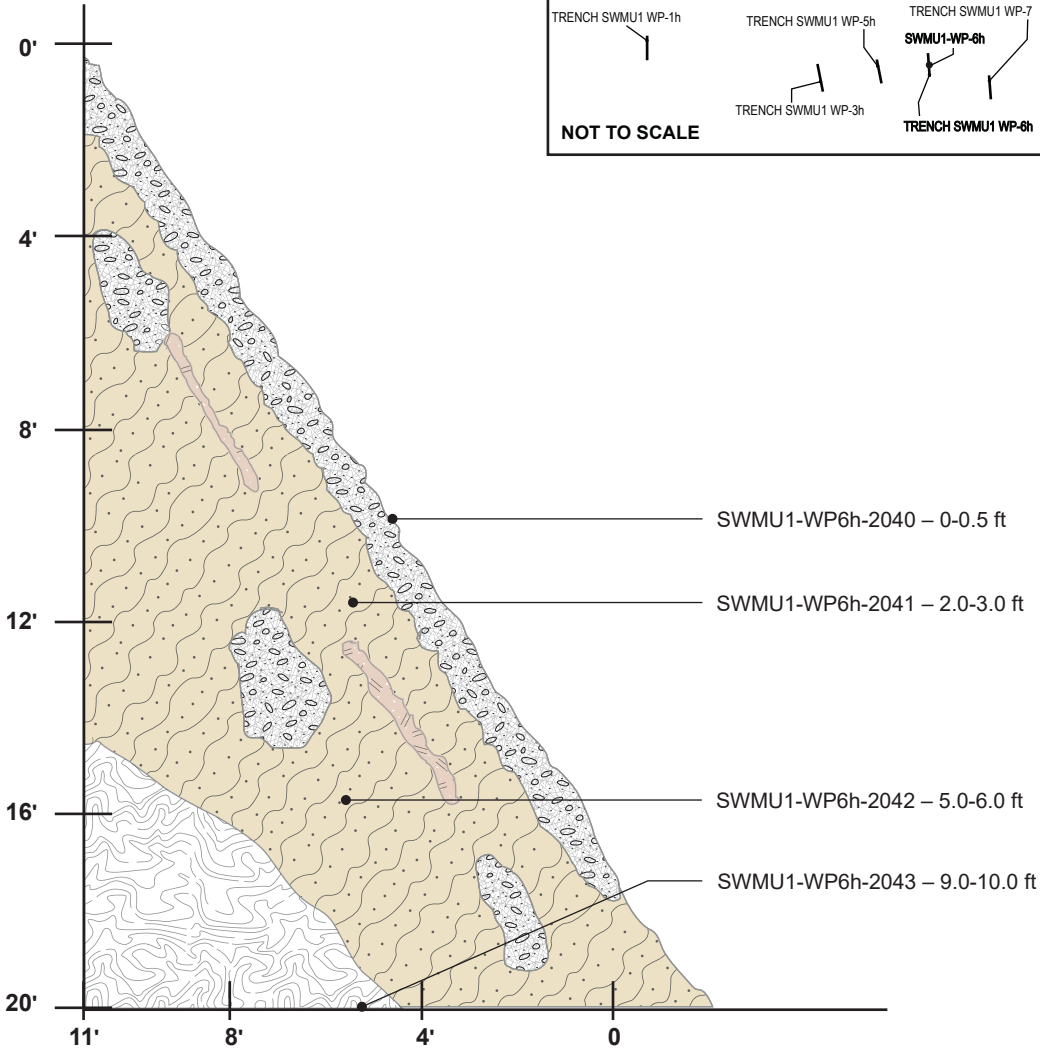 TRENCH SWMU1 WP-1h
TRENCH SWMU1 WP-5h
TRENCH SWMU1 WP-7
SWMU1-WP-6h
TRENCH SWMU1 WP-3h
TRENCH SWMU1 WP-6h
NOT TO SCALE
0'
4'
8'
12'
16'
20'
SWMU1-WP6h-2040 – 0-0.5 ft
SWMU1-WP6h-2041 – 2.0-3.0 ft
SWMU1-WP6h-2042 – 5.0-6.0 ft
SWMU1-WP6h-2043 – 9.0-10.0 ft
11' 8' 4' 0